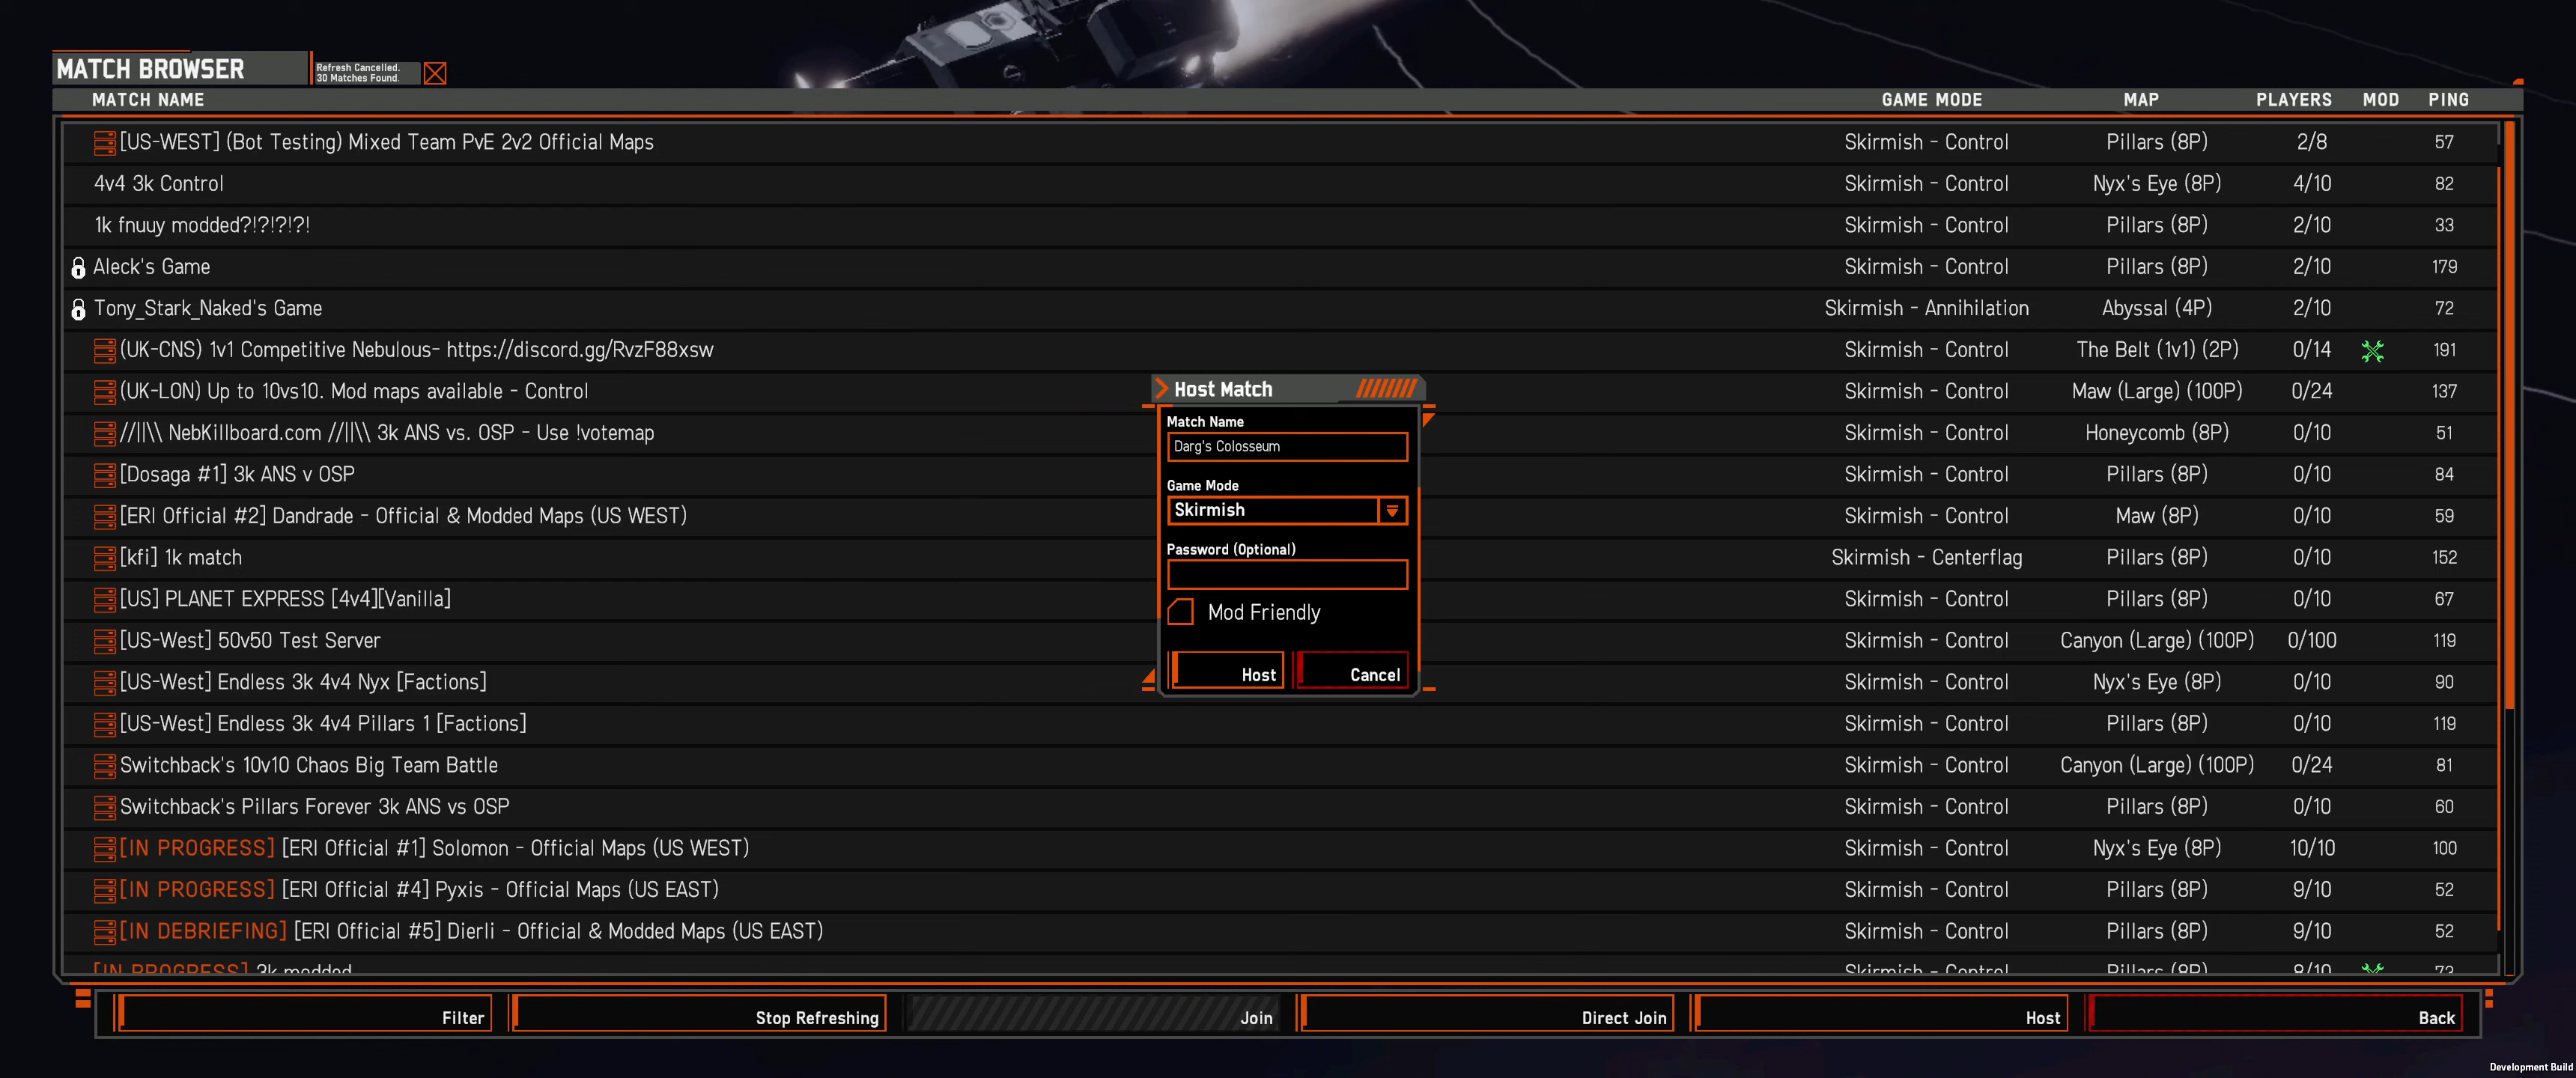 MATCH BROWSER
Refresh Cancelled.
30 Matches Found.
MATCH NAME GAME MODE MAP PLAYERS MOD PING
[US-WEST] (Bot Testing) Mixed Team PvE 2v2 Official Maps Skirmish - Control Pillars (8P) 2/8 57
4v4 3k Control Skirmish - Control Nyx's Eye (8P) 4/10 82
1k fnuuy modded?!?!?!?! Skirmish - Control Pillars (8P) 2/10 33
Aleck's Game Skirmish - Control Pillars (8P) 2/10 179
Tony_Stark_Naked's Game Skirmish - Annihilation Abyssal (4P) 2/10 72
(UK-CNS) 1v1 Competitive Nebulous- https://discord.gg/RvzF88xsw The Belt (1v1) (2P) Skirmish - Control 0/14 191
(UK-LON) Up to 10vs10. Mod maps available - Control Skirmish - Control Maw (Large) (100P) 0/24 137
//||\\ NebKillboard.com //||\\ 3k ANS vs. OSP - Use !votemap Skirmish - Control Honeycomb (8P) 0/10 51
[Dosaga #1] 3k ANS v OSP Skirmish - Control Pillars (8P) 0/10 84
[ERI Official #2] Dandrade - Official & Modded Maps (US WEST) Skirmish - Control Maw (8P) 0/10 59
[kfi] 1k match Skirmish - Centerflag Pillars (8P) 0/10 152
[US] PLANET EXPRESS [4v4][Vanilla] Skirmish - Control Pillars (8P) 0/10 67
[US-West] 50v50 Test Server Skirmish - Control Canyon (Large) (100P) 0/100 119
[US-West] Endless 3k 4v4 Nyx [Factions] Skirmish - Control Nyx's Eye (8P) 0/10 90
[US-West] Endless 3k 4v4 Pillars 1 [Factions] Skirmish - Control Pillars (8P) 0/10 119
Switchback's 10v10 Chaos Big Team Battle Skirmish - Control Canyon (Large) (100P) 0/24 81
Switchback's Pillars Forever 3k ANS vs OSP Skirmish - Control Pillars (8P) 0/10 60
[IN PROGRESS] [ERI Official #1] Solomon - Official Maps (US WEST) Skirmish - Control Nyx's Eye (8P) 10/10 100
[IN PROGRESS] [ERI Official #4] Pyxis - Official Maps (US EAST) Skirmish - Control Pillars (8P) 9/10 52
[IN DEBRIEFING] [ERI Official #5] Dierli - Official & Modded Maps (US EAST) Skirmish - Control Pillars (8P) 9/10 52
[IN PROGRESS] 3k modded Skirmish - Control Pillars (8P) 8/10 73
Host Match
Match Name
Darg's Colosseum
Game Mode
Skirmish
Password (Optional)
Mod Friendly
Host Cancel
Filter Stop Refreshing Join Direct Join Host Back
Development Build